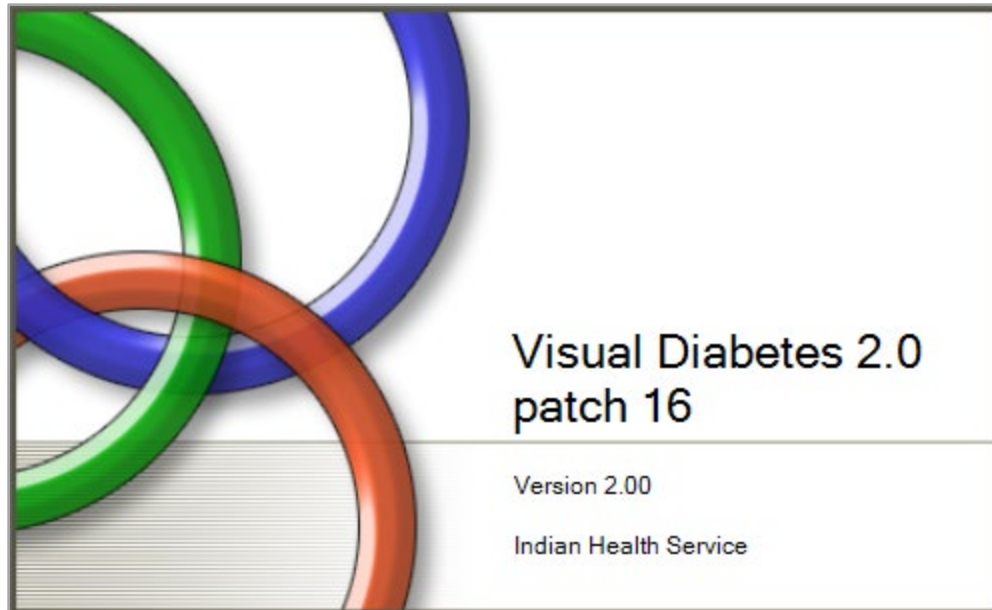 Visual Diabetes 2.0
patch 16
Version 2.00
Indian Health Service